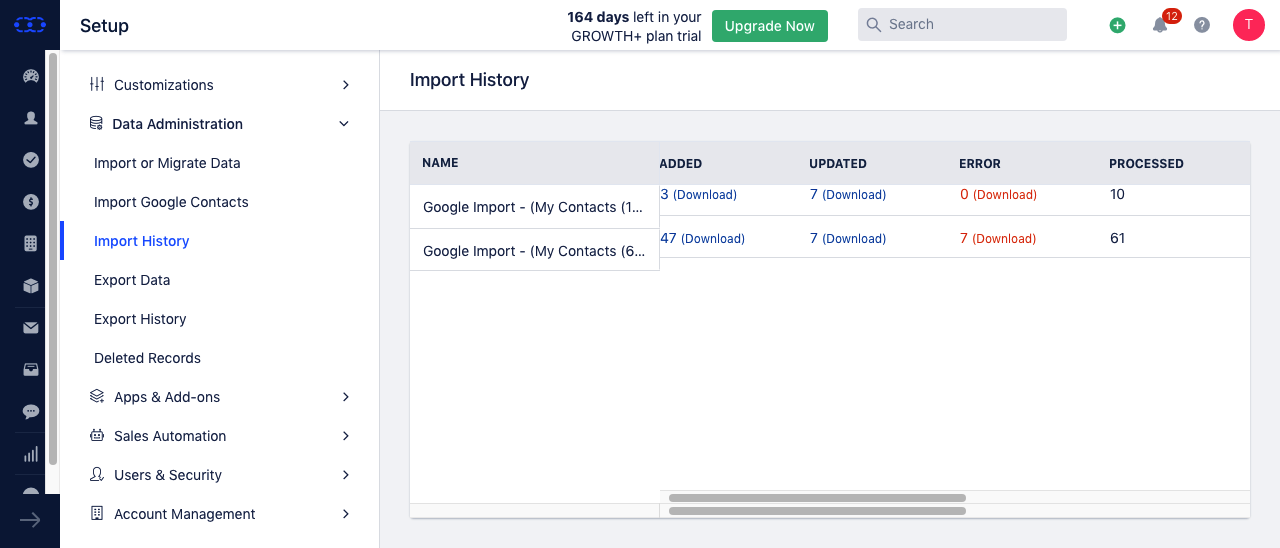 Setup
164 days left in your
GROWTH+ plan trial
Upgrade Now
Search
12
T
Customizations
Data Administration
Import or Migrate Data
Import Google Contacts
Import History
Export Data
Export History
Deleted Records
Apps & Add-ons
Sales Automation
Users & Security
Account Management
Import History
NAME ADDED UPDATED ERROR PROCESSED
Google Import - (My Contacts (1... 3 (Download) 7 (Download) 0 (Download) 10
Google Import - (My Contacts (6... 47 (Download) 7 (Download) 7 (Download) 61